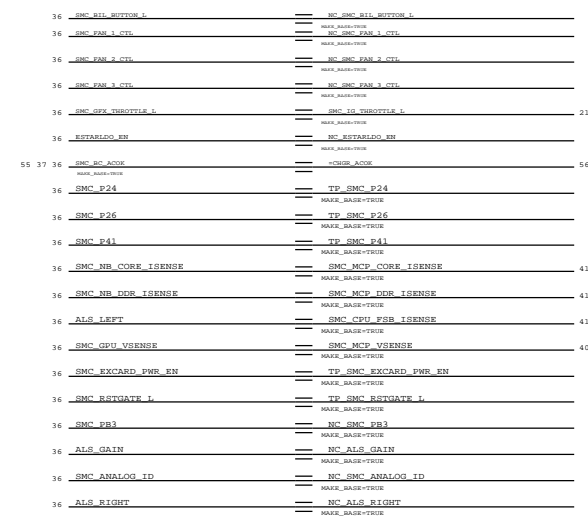 36 SMC_BIL_BUTTON_L NC_SMC_BIL_BUTTON_L
MAKE_BASE=TRUE
36 SMC_FAN_1_CTL NC_SMC_FAN_1_CTL
MAKE_BASE=TRUE
36 SMC_FAN_2_CTL NC_SMC_FAN_2_CTL
MAKE_BASE=TRUE
36 SMC_FAN_3_CTL NC_SMC_FAN_3_CTL
MAKE_BASE=TRUE
36 SMC_GFX_THROTTLE_L SMC_IG_THROTTLE_L 21
MAKE_BASE=TRUE
36 ESTARLDO_EN NC_ESTARLDO_EN
MAKE_BASE=TRUE
55 37 36 SMC_BC_ACOK =CHGR_ACOK 56
MAKE_BASE=TRUE
36 SMC_P24 TP_SMC_P24
MAKE_BASE=TRUE
36 SMC_P26 TP_SMC_P26
MAKE_BASE=TRUE
36 SMC_P41 TP_SMC_P41
MAKE_BASE=TRUE
36 SMC_NB_CORE_ISENSE SMC_MCP_CORE_ISENSE 41
MAKE_BASE=TRUE
36 SMC_NB_DDR_ISENSE SMC_MCP_DDR_ISENSE 41
MAKE_BASE=TRUE
36 ALS_LEFT SMC_CPU_FSB_ISENSE 41
MAKE_BASE=TRUE
36 SMC_GPU_VSENSE SMC_MCP_VSENSE 40
MAKE_BASE=TRUE
36 SMC_EXCARD_PWR_EN TP_SMC_EXCARD_PWR_EN
MAKE_BASE=TRUE
36 SMC_RSTGATE_L TP_SMC_RSTGATE_L
MAKE_BASE=TRUE
36 SMC_PB3 NC_SMC_PB3
MAKE_BASE=TRUE
36 ALS_GAIN NC_ALS_GAIN
MAKE_BASE=TRUE
36 SMC_ANALOG_ID NC_SMC_ANALOG_ID
MAKE_BASE=TRUE
36 ALS_RIGHT NC_ALS_RIGHT
MAKE_BASE=TRUE